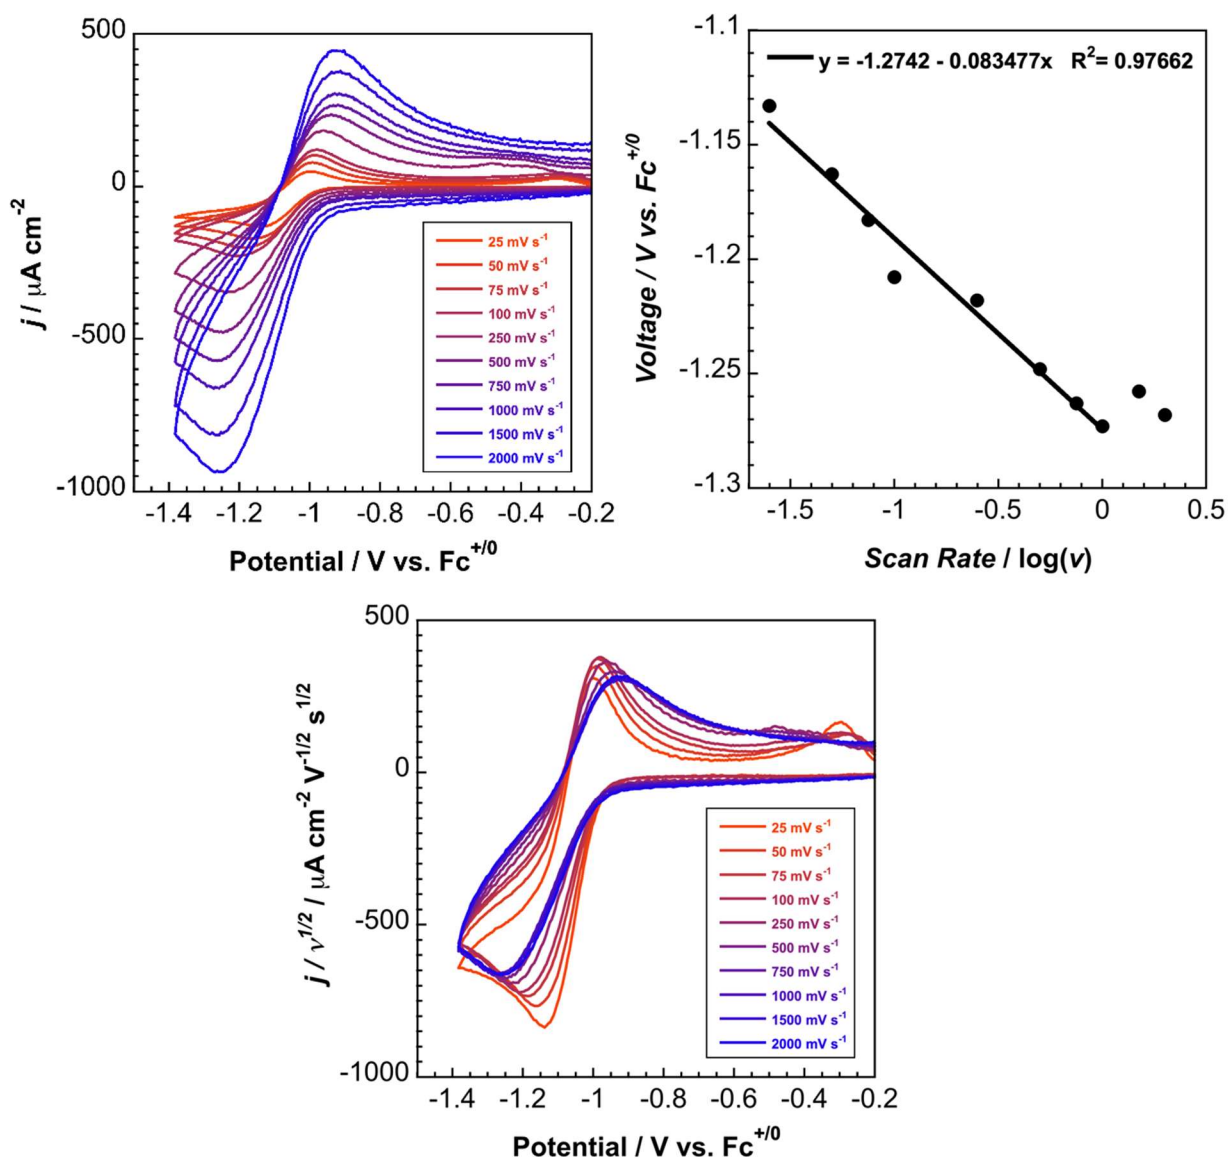 500
0
-500
-1000
j / μA cm-2
-1.4 -1.2 -1 -0.8 -0.6 -0.4 -0.2
Potential / V vs. Fc+/0
25 mV s-1
50 mV s-1
75 mV s-1
100 mV s-1
250 mV s-1
500 mV s-1
750 mV s-1
1000 mV s-1
1500 mV s-1
2000 mV s-1
-1.1
-1.15
-1.2
-1.25
-1.3
Voltage / V vs. Fc+/0
y = -1.2742 - 0.083477x R2= 0.97662
-1.5 -1 -0.5 0 0.5
Scan Rate / log(v)
500
0
-500
-1000
j / v1/2 / μA cm-2 V-1/2 s1/2
25 mV s-1
50 mV s-1
75 mV s-1
100 mV s-1
250 mV s-1
500 mV s-1
750 mV s-1
1000 mV s-1
1500 mV s-1
2000 mV s-1
-1.4 -1.2 -1 -0.8 -0.6 -0.4 -0.2
Potential / V vs. Fc+/0